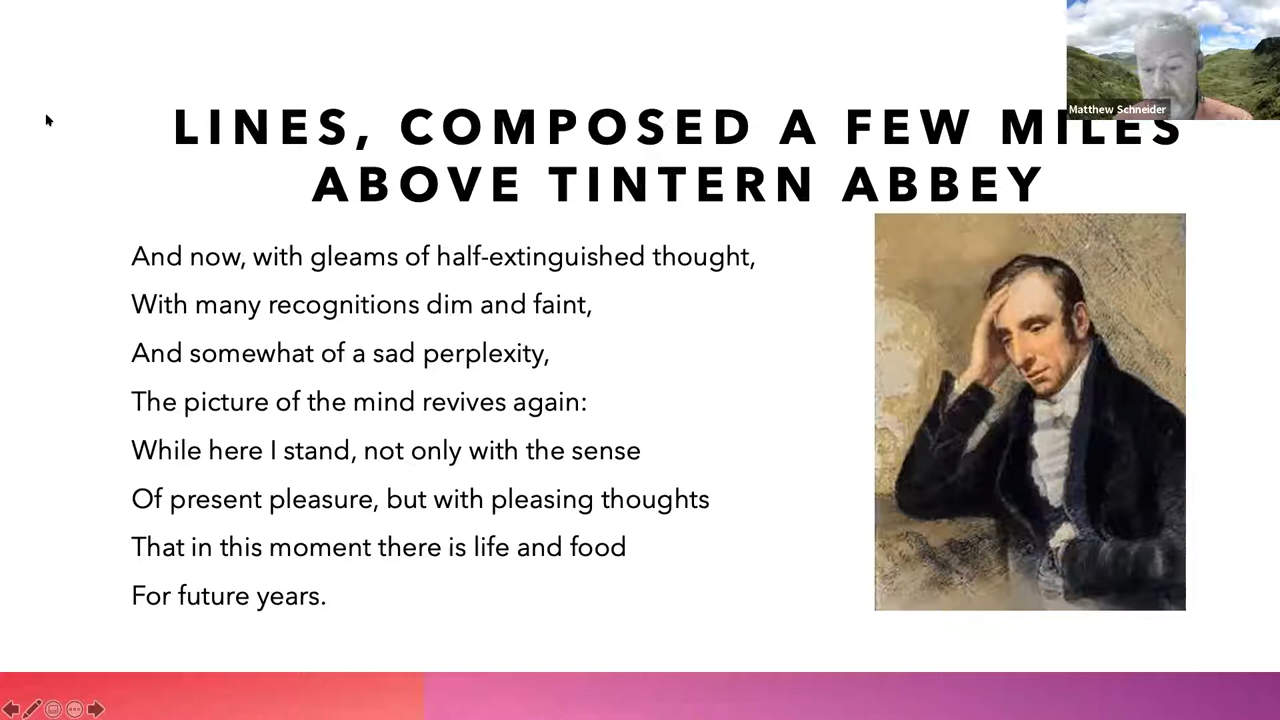 Matthew Schneider
LINES, COMPOSED A FEW MILES
ABOVE TINTERN ABBEY
And now, with gleams of half-extinguished thought,
With many recognitions dim and faint,
And somewhat of a sad perplexity,
The picture of the mind revives again:
While here I stand, not only with the sense
Of present pleasure, but with pleasing thoughts
That in this moment there is life and food
For future years.